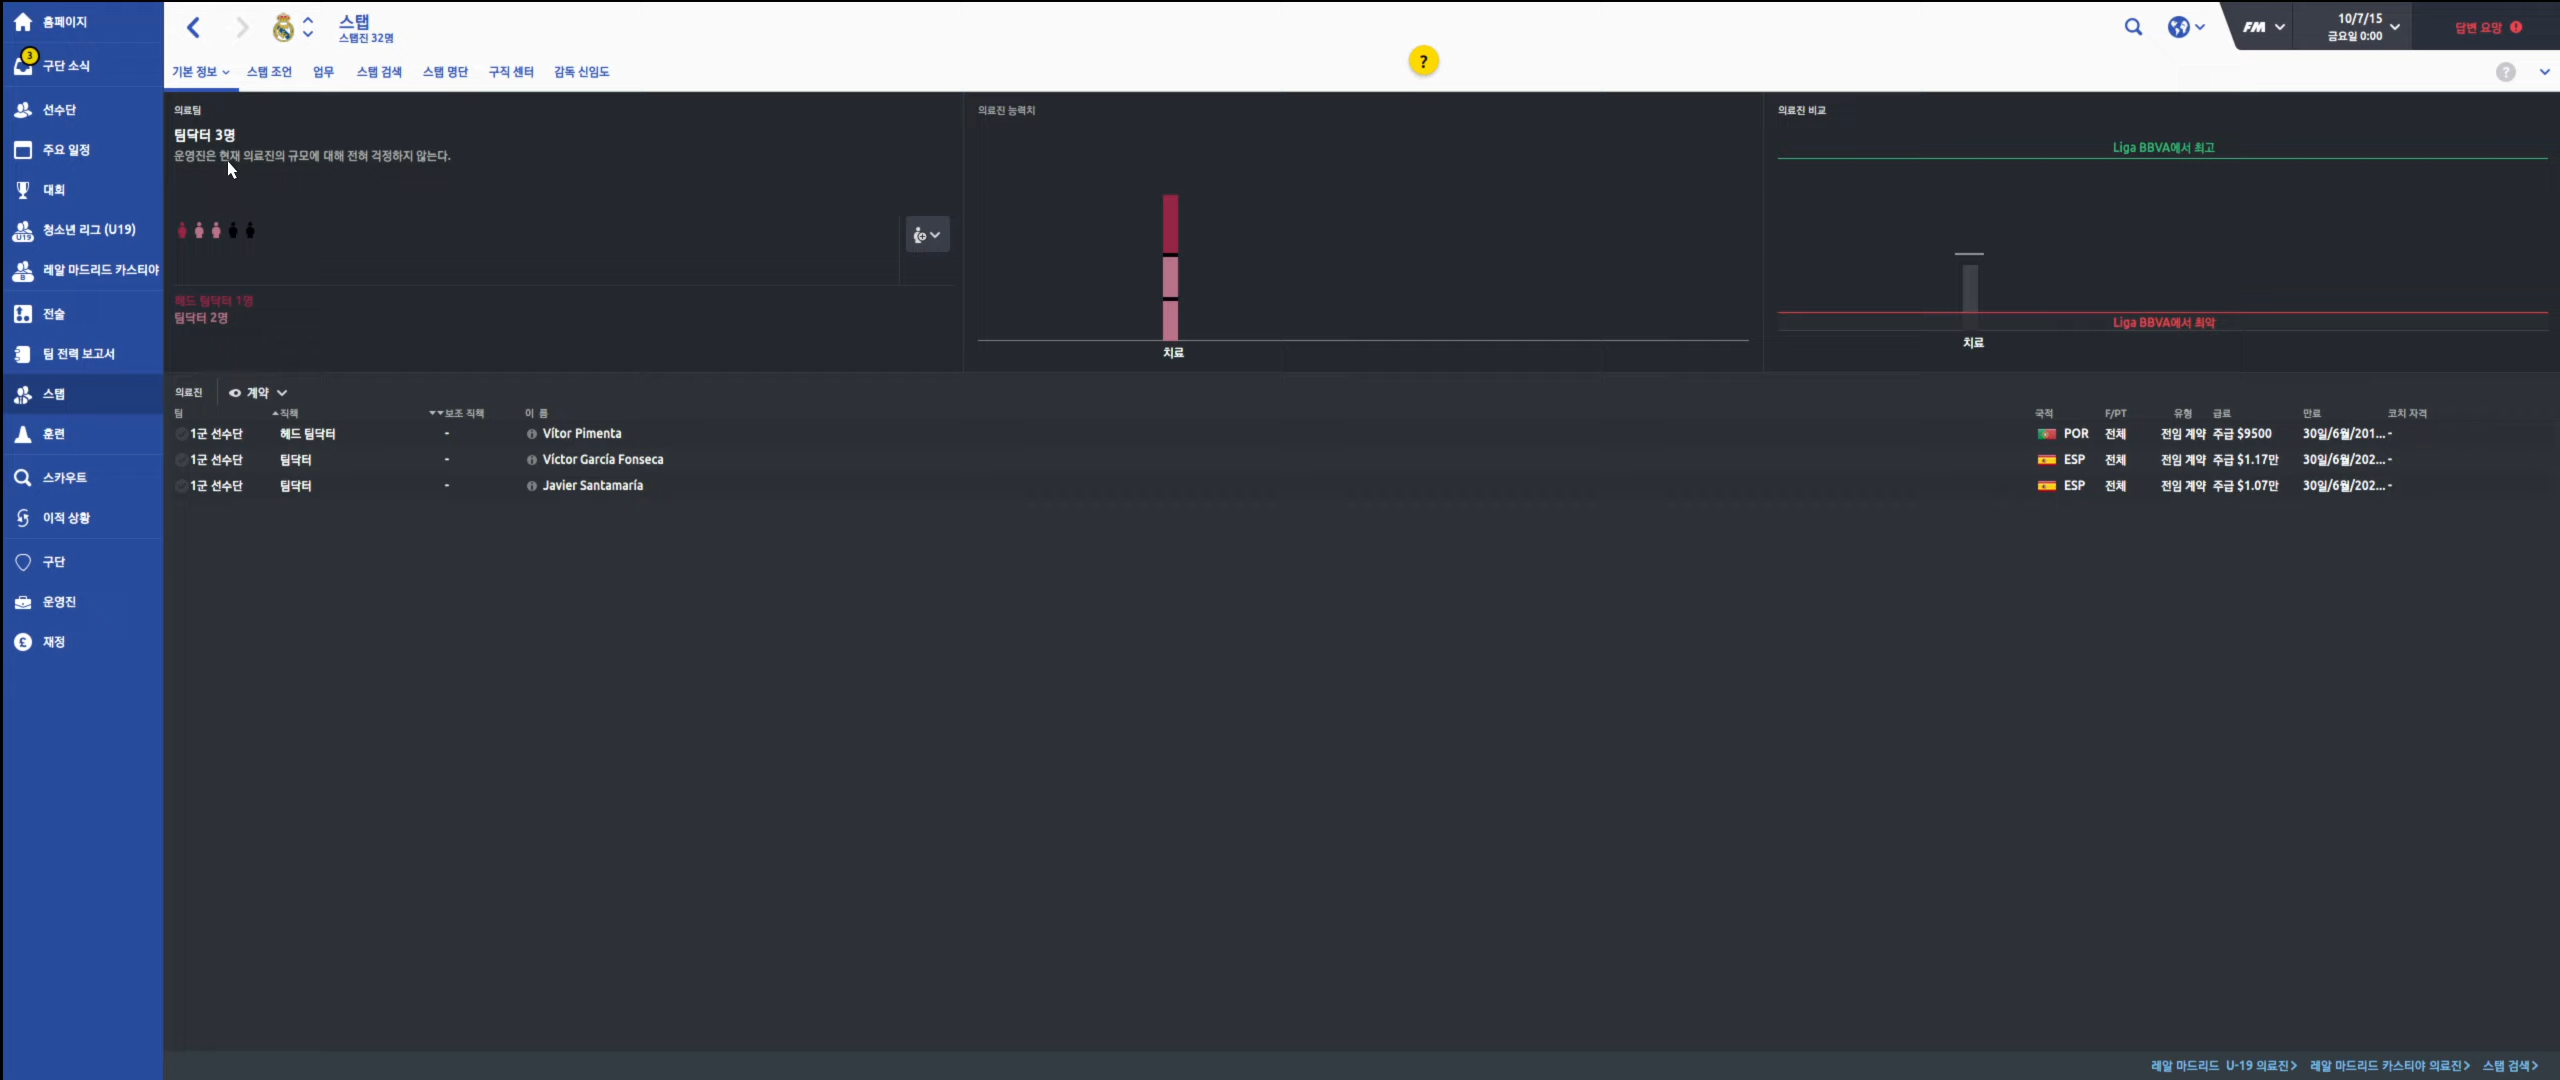 홈페이지
3
구단 소식
선수단
주요 일정
대회
청소년 리그 (U19)
레알 마드리드 카스티야
전술
팀 전력 보고서
스탭
훈련
스카우트
이적 상황
구단
운영진
재정
스탭
스탭진 32명
FM
10/7/15
금요일 0:00
답변 요망
기본 정보 스탭 조언 업무 스탭 검색 스탭 명단 구직 센터 감독 신임도
?
?
의료팀
팀닥터 3명
운영진은 현재 의료진의 규모에 대해 전혀 걱정하지 않는다.
헤드 팀닥터 1명
팀닥터 2명
의료진 능력치
치료
의료진 비교
Liga BBVA에서 최고
Liga BBVA에서 최악
치료
의료진 계약
팀 직책 보조 직책 이 름 국적 F/PT 유형 급료 만료 코치 자격
1군 선수단 헤드 팀닥터 - Vítor Pimenta POR 전체 전임 계약 주급 $9500 30일/6월/201... -
1군 선수단 팀닥터 - Víctor García Fonseca ESP 전체 전임 계약 주급 $1.17만 30일/6월/202... -
1군 선수단 팀닥터 - Javier Santamaría ESP 전체 전임 계약 주급 $1.07만 30일/6월/202... -
레알 마드리드 U-19 의료진> 레알 마드리드 카스티야 의료진> 스탭 검색>